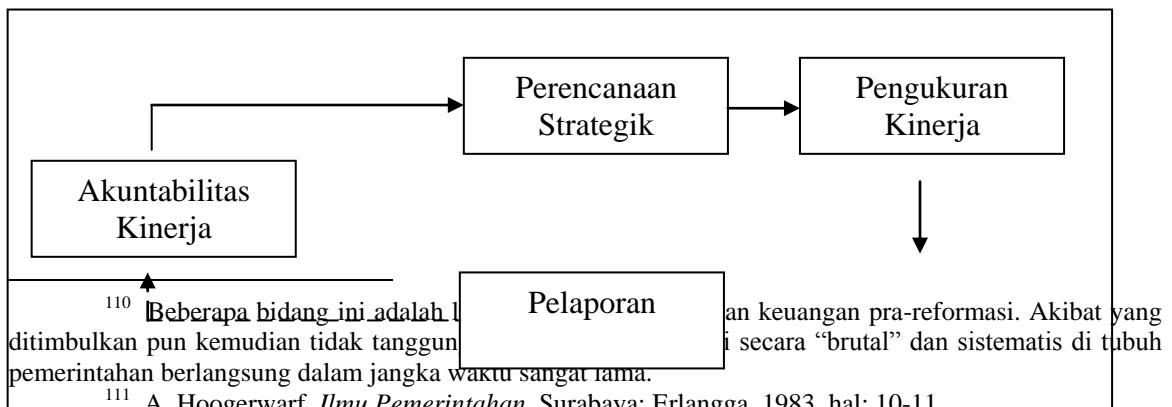 Perencanaan
Strategik
Pengukuran
Kinerja
Akuntabilitas
Kinerja
Pelaporan
110 Beberapa bidang ini adalah an keuangan pra-reformasi. Akibat yang
ditimbulkan pun kemudian tidak secara “brutal” dan sistematis di tubuh
pemerintahan berlangsung dalam jangka waktu sangat lama.
111 A. Hoogerwarf, Ilmu Pemerintahan, Surabaya: Erlangga, 1983, hal: 10-11